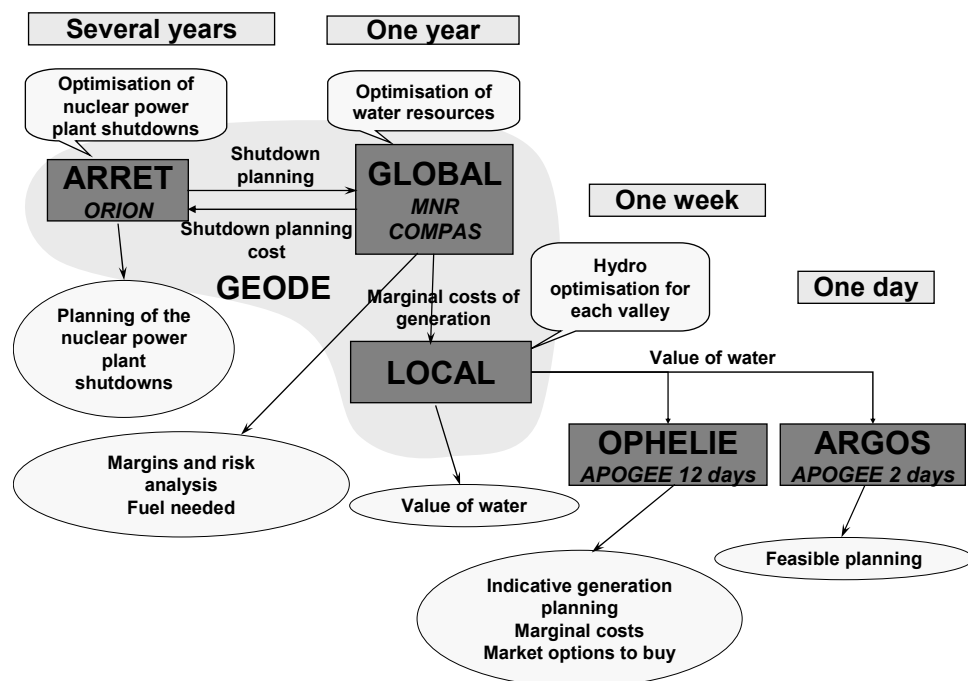 Several years
One year
Optimisation of
nuclear power
plant shutdowns
Optimisation of
water resources
ARRET
ORION
Shutdown
planning
Shutdown planning
cost
GLOBAL
MNR
COMPAS
One week
GEODE
Marginal costs of
generation
Hydro
optimisation for
each valley
One day
Planning of the
nuclear power
plant
shutdowns
LOCAL
Value of water
OPHELIE
APOGEE 12 days
ARGOS
APOGEE 2 days
Margins and risk
analysis
Fuel needed
Value of water
Feasible planning
Indicative generation
planning
Marginal costs
Market options to buy